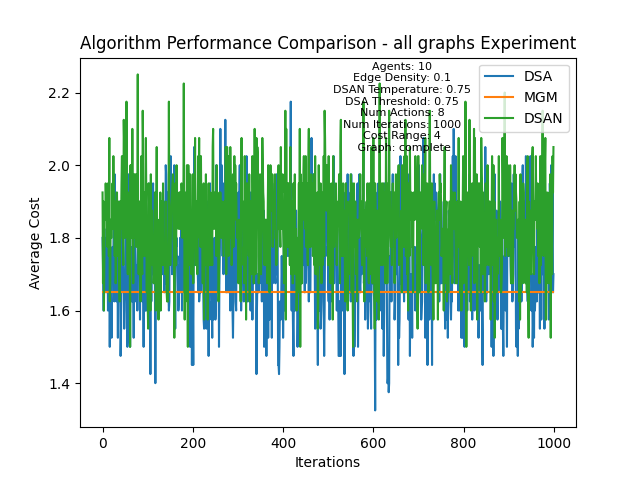 Algorithm Performance Comparison - all graphs Experiment
Agents: 10
Edge Density: 0.1
DSAN Temperature: 0.75
DSA Threshold: 0.75
Num Actions: 8
Num Iterations: 1000
Cost Range: 4
Graph: complete
DSA
MGM
DSAN
2.2
2.0
1.8
1.6
1.4
Average Cost
0
200
400
600
800
1000
Iterations